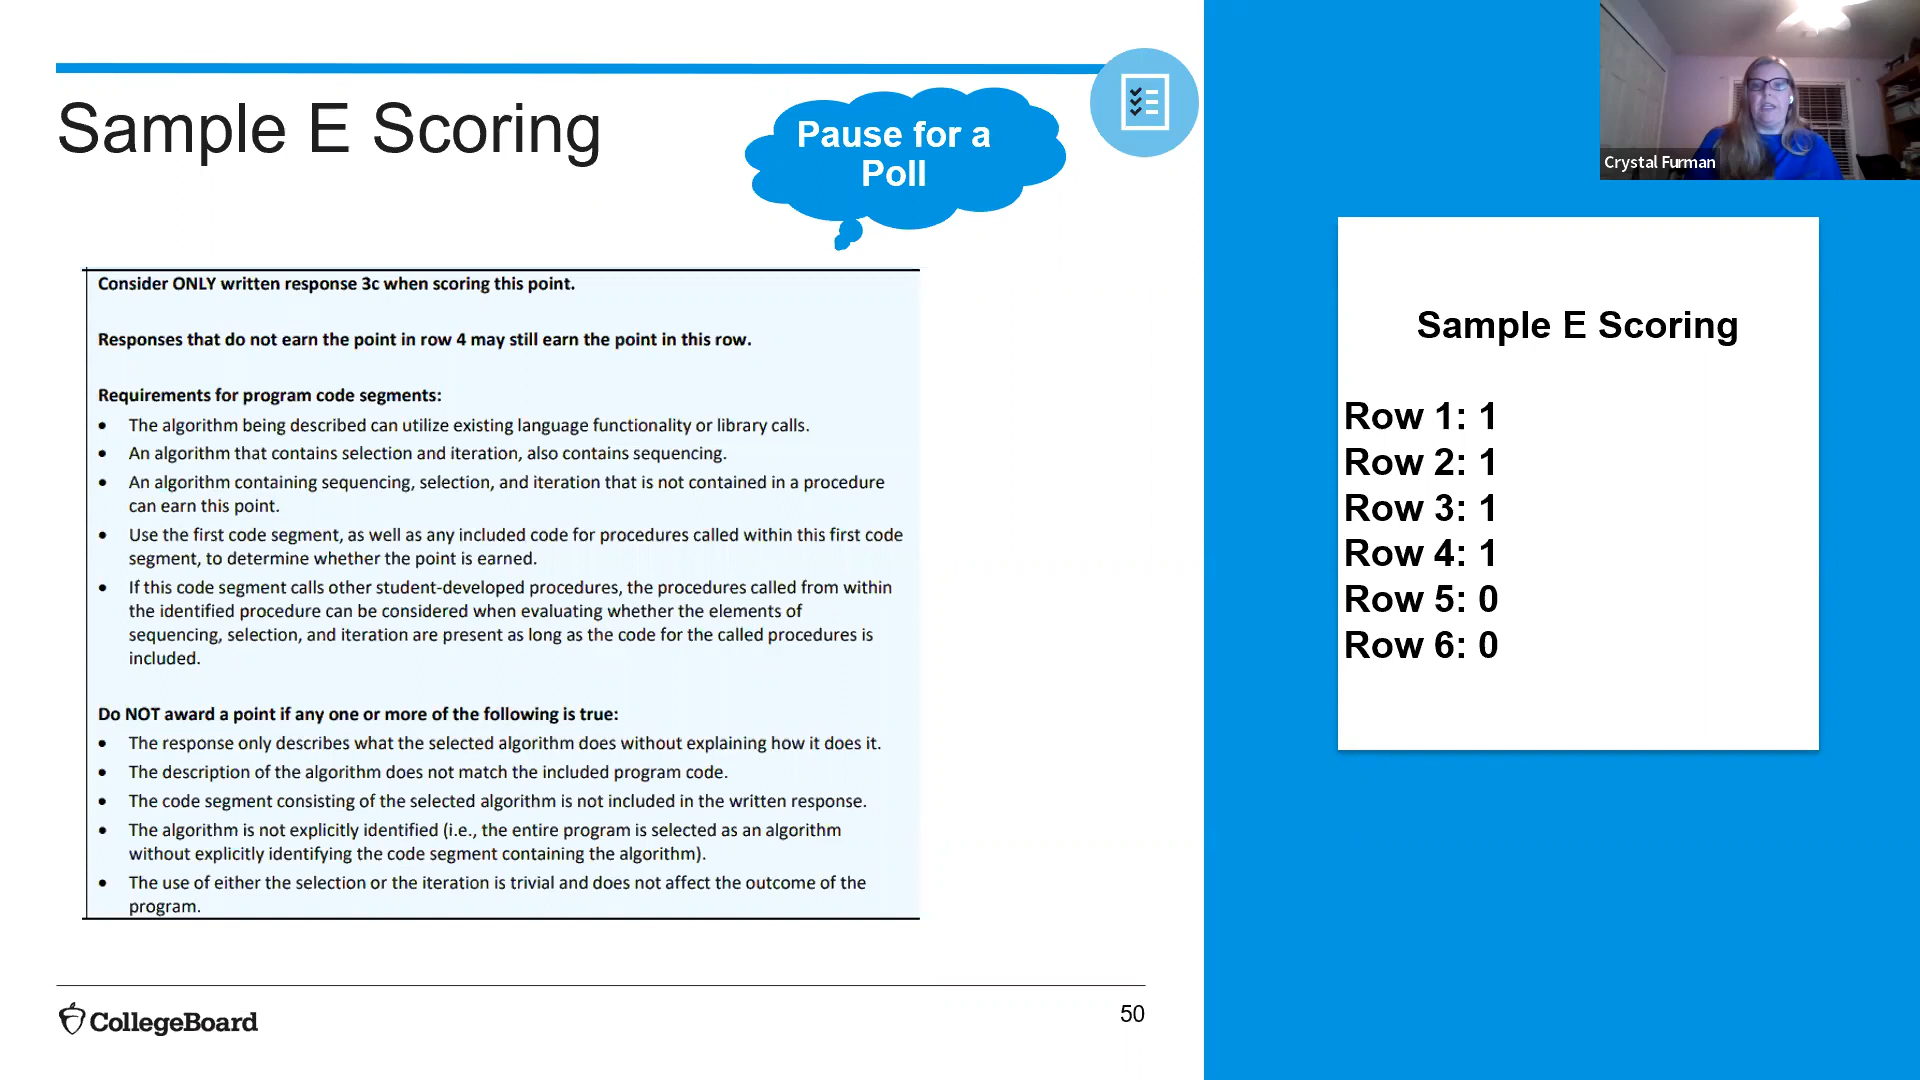 Sample E Scoring
Pause for a
Poll
Crystal Furman
Consider ONLY written response 3c when scoring this point.
Responses that do not earn the point in row 4 may still earn the point in this row.
Requirements for program code segments:
• The algorithm being described can utilize existing language functionality or library calls.
• An algorithm that contains selection and iteration, also contains sequencing.
• An algorithm containing sequencing, selection, and iteration that is not contained in a procedure
can earn this point.
• Use the first code segment, as well as any included code for procedures called within this first code
segment, to determine whether the point is earned.
• If this code segment calls other student-developed procedures, the procedures called from within
the identified procedure can be considered when evaluating whether the elements of
sequencing, selection, and iteration are present as long as the code for the called procedures is
included.
Do NOT award a point if any one or more of the following is true:
• The response only describes what the selected algorithm does without explaining how it does it.
• The description of the algorithm does not match the included program code.
• The code segment consisting of the selected algorithm is not included in the written response.
• The algorithm is not explicitly identified (i.e., the entire program is selected as an algorithm
without explicitly identifying the code segment containing the algorithm).
• The use of either the selection or the iteration is trivial and does not affect the outcome of the
program.
Sample E Scoring
Row 1: 1
Row 2: 1
Row 3: 1
Row 4: 1
Row 5: 0
Row 6: 0
CollegeBoard
50